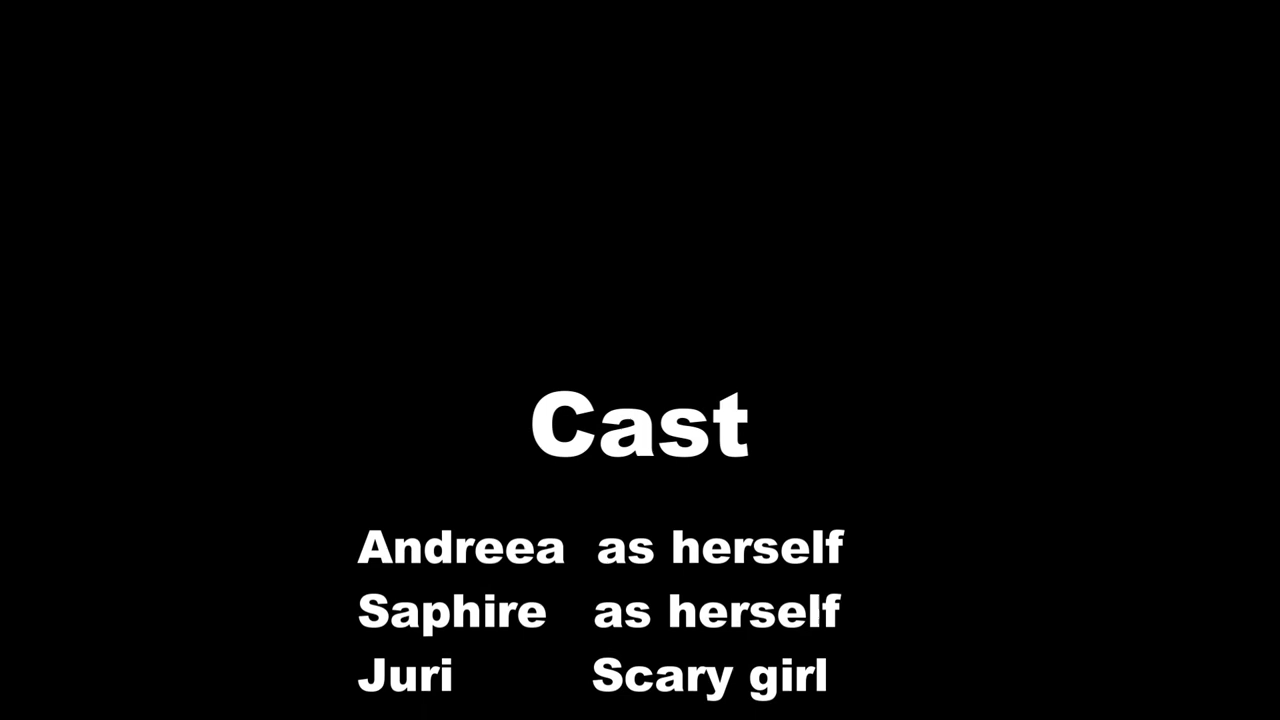 Cast
Andreea as herself
Saphire as herself
Juri Scary girl